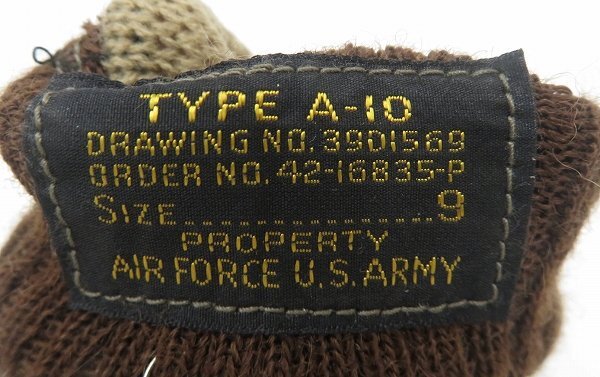 TYPE A-10
DRAWING NO. 39D1569
ORDER NO. 42-16835-P
SIZE................9
PROPERTY
AIR FORCE U.S. ARMY